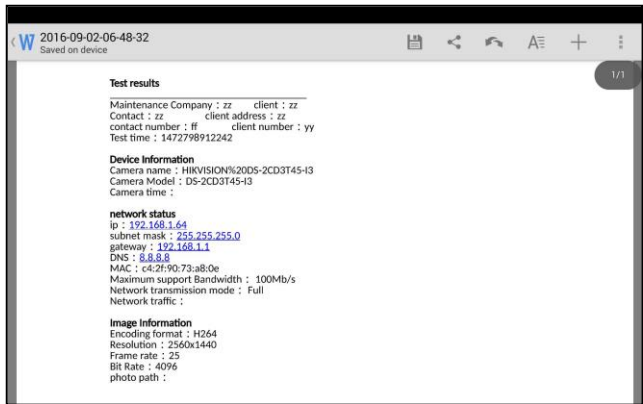 2016-09-02-06-48-32
Saved on device
1/1
Test results
Maintenance Company：zz client：zz
Contact：zz client address：zz
contact number：ff client number：yy
Test time：1472798912242
Device Information
Camera name：HIKVISION%20DS-2CD3T45-I3
Camera Model：DS-2CD3T45-I3
Camera time：
network status
ip：192.168.1.64
subnet mask：255.255.255.0
gateway：192.168.1.1
DNS：8.8.8.8
MAC：c4:2f:90:73:a8:0e
Maximum support Bandwidth：100Mb/s
Network transmission mode：Full
Network traffic：
Image Information
Encoding format：H264
Resolution：2560x1440
Frame rate：25
Bit Rate：4096
photo path：